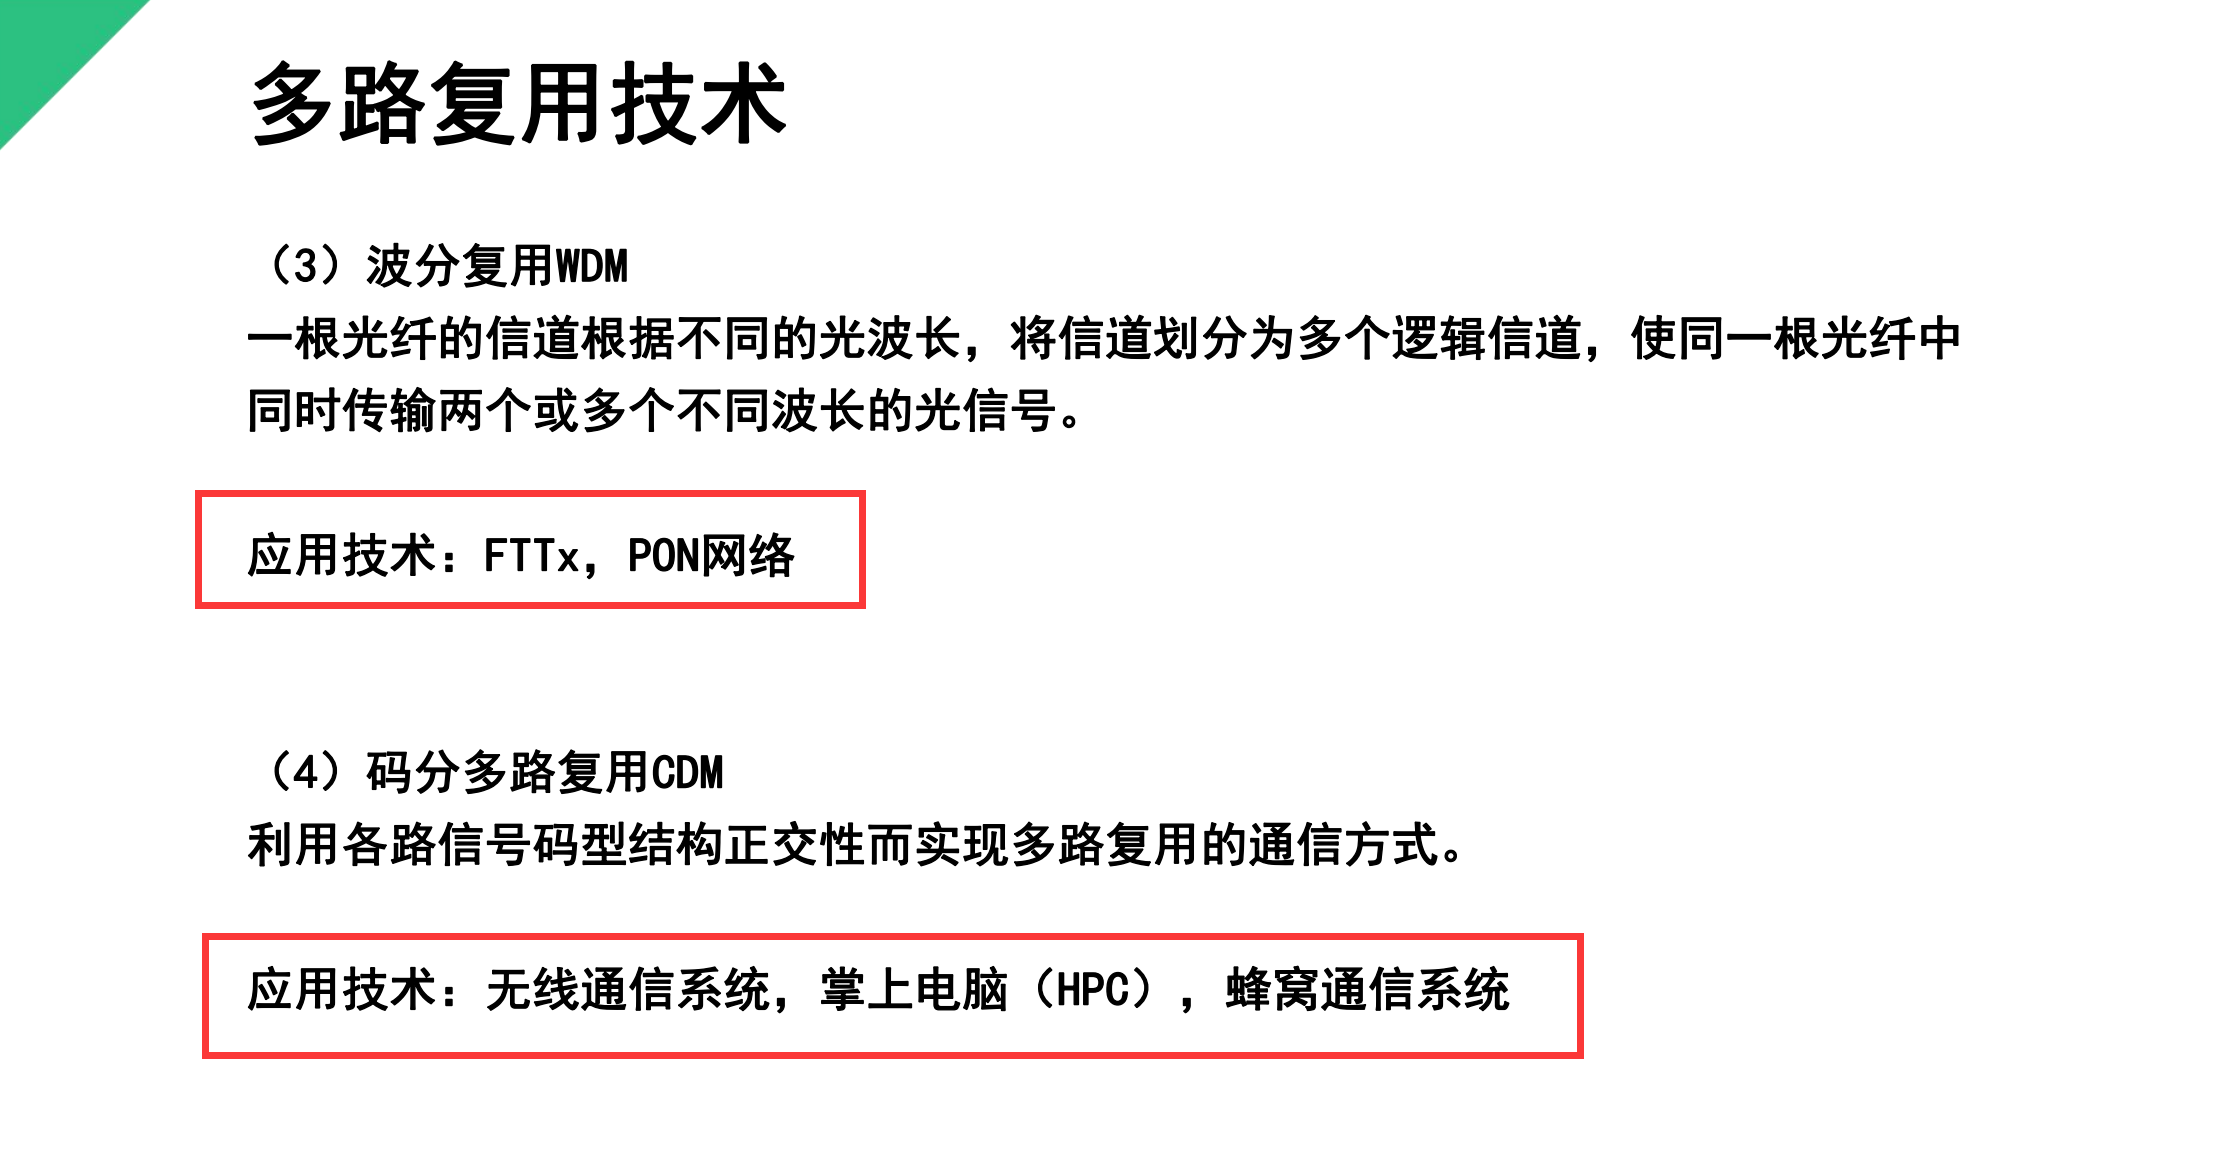 多路复用技术
（3）波分复用WDM
一根光纤的信道根据不同的光波长，将信道划分为多个逻辑信道，使同一根光纤中
同时传输两个或多个不同波长的光信号。
应用技术：FTTx，PON网络
（4）码分多路复用CDM
利用各路信号码型结构正交性而实现多路复用的通信方式。
应用技术：无线通信系统，掌上电脑（HPC），蜂窝通信系统